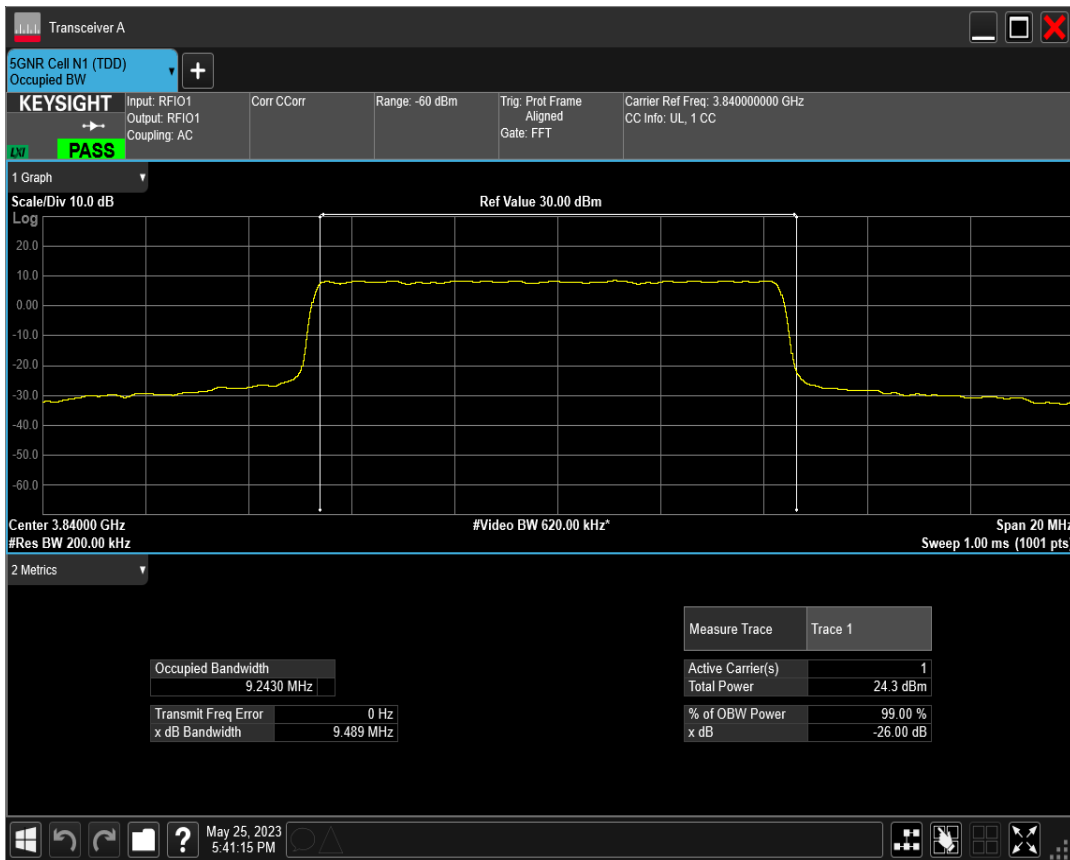 Transceiver A
5GNR Cell N1 (TDD)
Occupied BW
+
KEYSIGHT
LXI
PASS
Input: RFIO1
Output: RFIO1
Coupling: AC
Corr CCorr
Range: -60 dBm
Trig: Prot Frame
Aligned
Gate: FFT
Carrier Ref Freq: 3.840000000 GHz
CC Info: UL, 1 CC
1 Graph
Scale/Div 10.0 dB
Ref Value 30.00 dBm
Log
20.0
10.0
0.00
-10.0
-20.0
-30.0
-40.0
-50.0
-60.0
Center 3.84000 GHz
#Video BW 620.00 kHz*
Span 20 MHz
#Res BW 200.00 kHz
Sweep 1.00 ms (1001 pts)
2 Metrics
Measure Trace Trace 1
Occupied Bandwidth
9.2430 MHz
Active Carrier(s) 1
Total Power 24.3 dBm
Transmit Freq Error 0 Hz
x dB Bandwidth 9.489 MHz
% of OBW Power 99.00 %
x dB -26.00 dB
?
May 25, 2023
5:41:15 PM